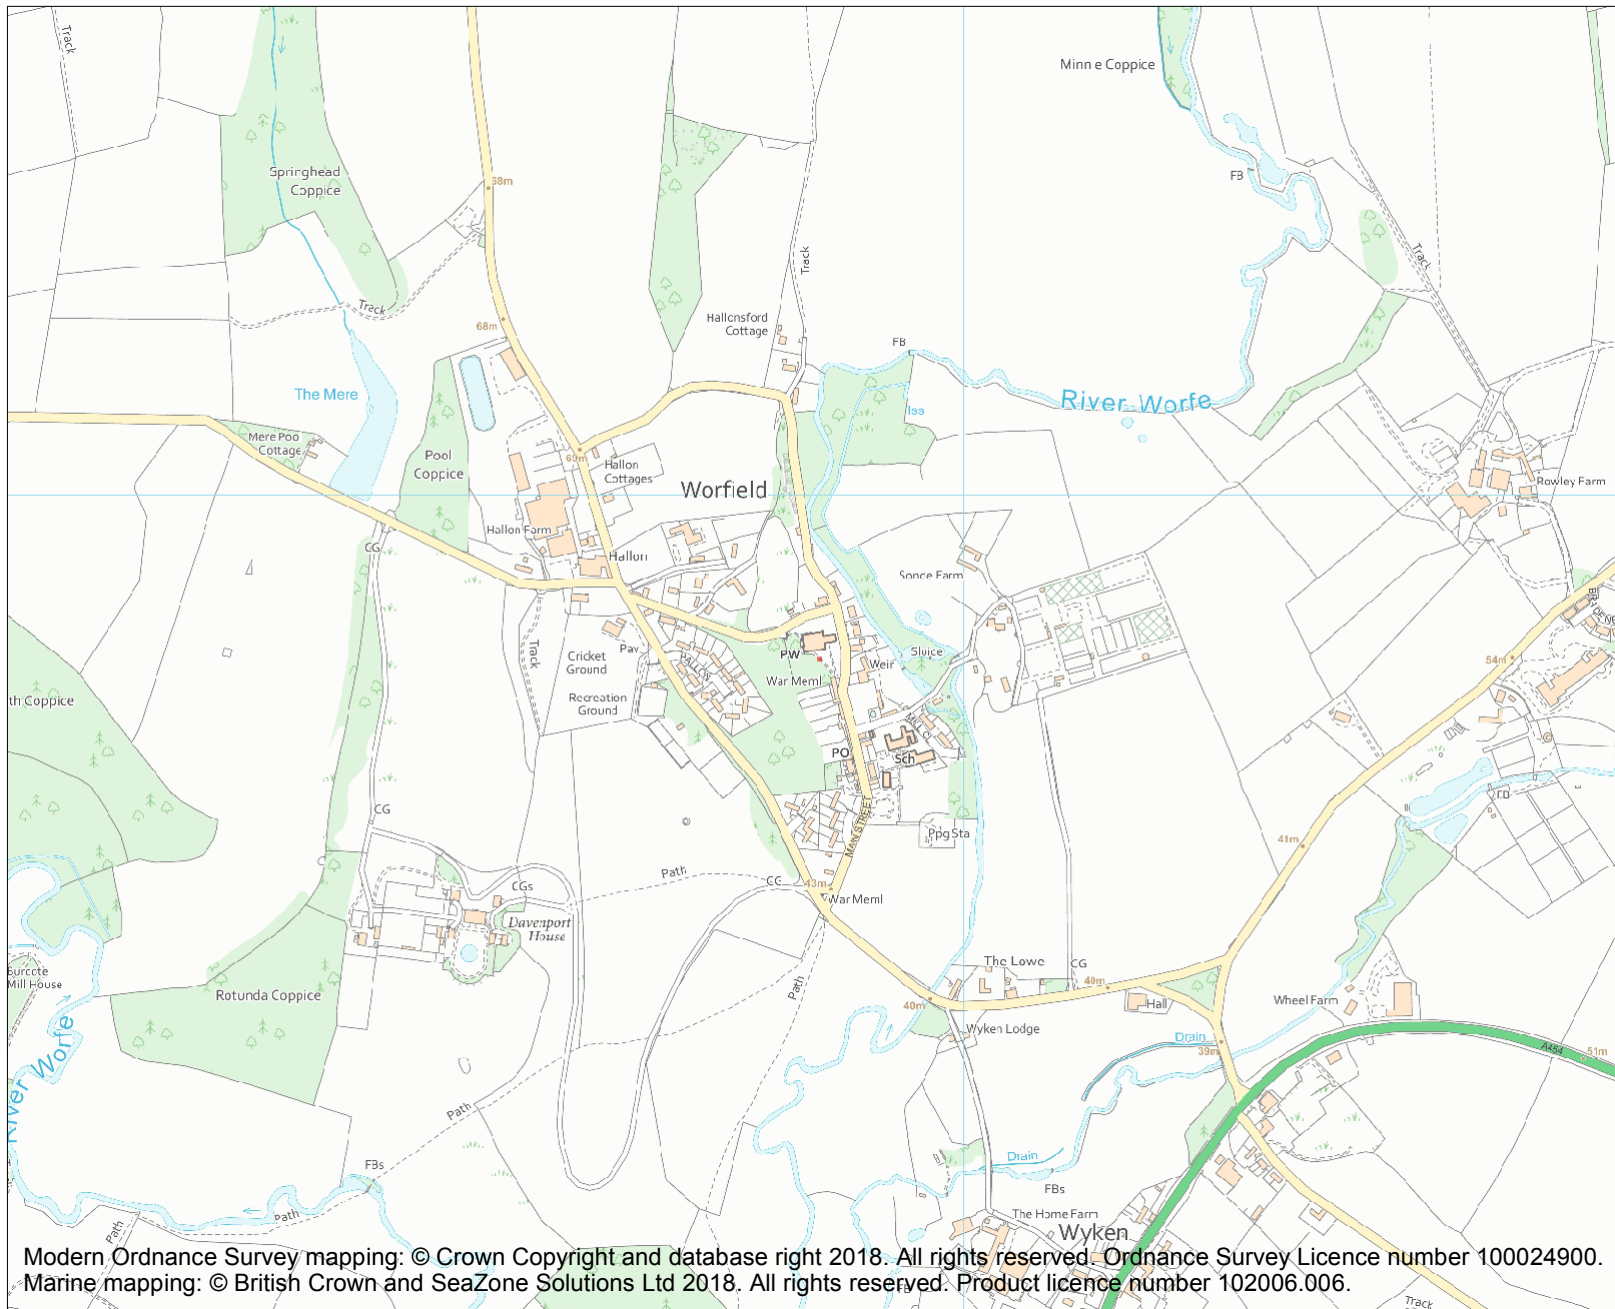 Track
Minn e Coppice
Springhead
Coppice
68m
FB
Track
Track
Track
68m
Hallonsford
Cottage
FB
The Mere
River Worfe
Mere Poo
Cottage
Pool
Coppice
69m
Hallon
Cottages
Worfield
Rowley Farm
Hallon Farm
CG
Hallon
Sonde Farm
Track
Cricket
Ground
Pav
PW
Weir
Sluice
HALLON
War Meml
54m
th Coppice
Recreation
Ground
MILL CL
PO
Sch
CG
MAIN STREET
Ppg Sta
41m
Path
CG
43m
CGs
War Meml
Davenport
House
The Lowe
CG
Burcote
Mill House
Rotunda Coppice
Path
40m
40m
Hall
Wheel Farm
Wyken Lodge
River Worfe
Drain
39m
A454
51m
Path
Drain
FBs
FBs
The Home Farm
Path
Path
Wyken
Modern Ordnance Survey mapping: © Crown Copyright and database right 2018. All rights reserved. Ordnance Survey Licence number 100024900.
Marine mapping: © British Crown and SeaZone Solutions Ltd 2018. All rights reserved. Product licence number 102006.006.
FB
Track